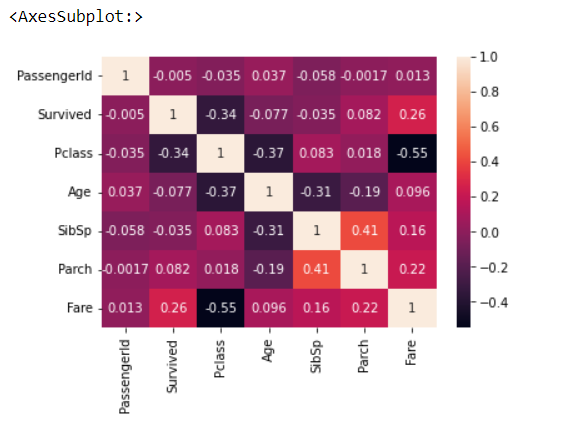 <AxesSubplot:>
PassengerId 1 -0.005 -0.035 0.037 -0.058 -0.0017 0.013
Survived -0.005 1 -0.34 -0.077 -0.035 0.082 0.26
Pclass -0.035 -0.34 1 -0.37 0.083 0.018 -0.55
Age 0.037 -0.077 -0.37 1 -0.31 -0.19 0.096
SibSp -0.058 -0.035 0.083 -0.31 1 0.41 0.16
Parch -0.0017 0.082 0.018 -0.19 0.41 1 0.22
Fare 0.013 0.26 -0.55 0.096 0.16 0.22 1
PassengerId Survived Pclass Age SibSp Parch Fare
1.0
0.8
0.6
0.4
0.2
0.0
−0.2
−0.4